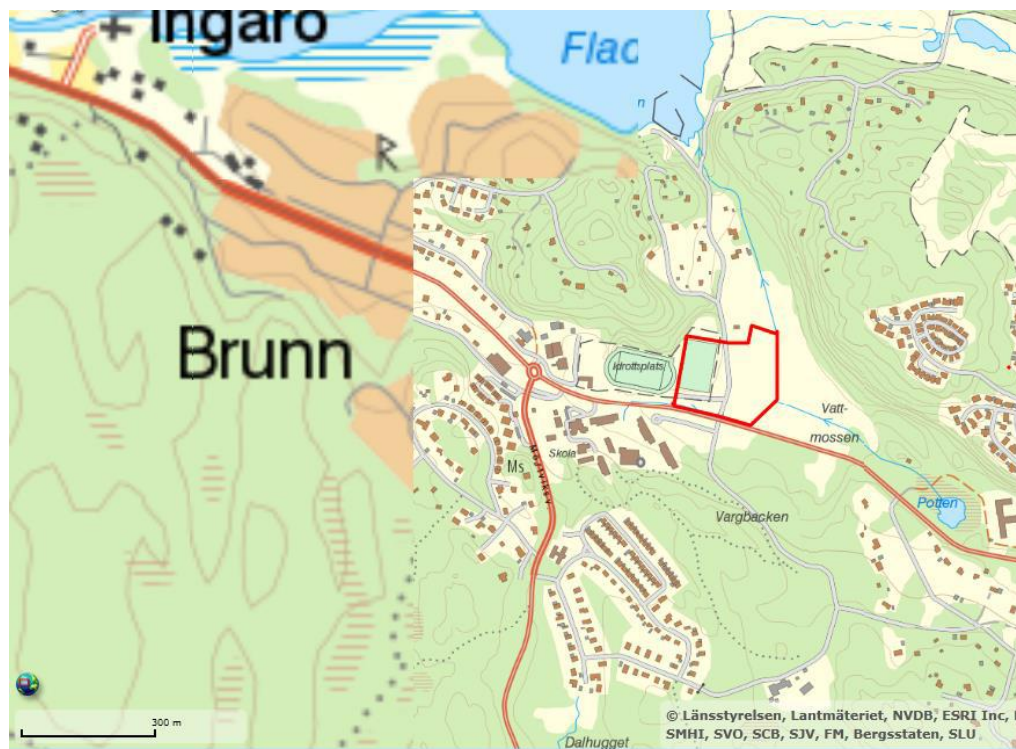 Ingarö
Flac
n
R
Brunn
Idrottsplats
Vatt-
mossen
Skola
Ms
Vargbacken
Potten
Dalhugget
300 m
© Länsstyrelsen, Lantmäteriet, NVDB, ESRI Inc,
SMHI, SVO, SCB, SJV, FM, Bergsstaten, SLU